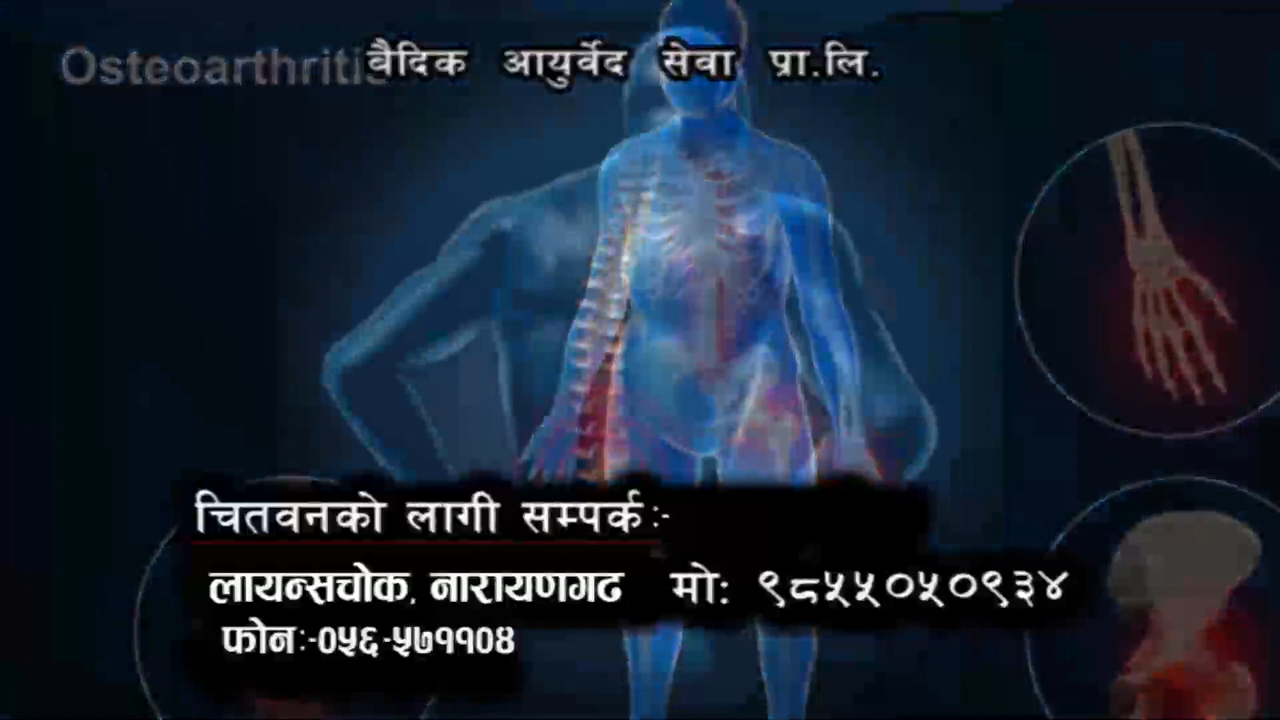 Osteoarthritis
वैदिक आयुर्वेद सेवा प्रा.लि.
चितवनको लागी सम्पर्क:-
लायन्सचोक, नारायणगढ मो: ९८५५०५०९३४
फोन:-०५६-५७११०४